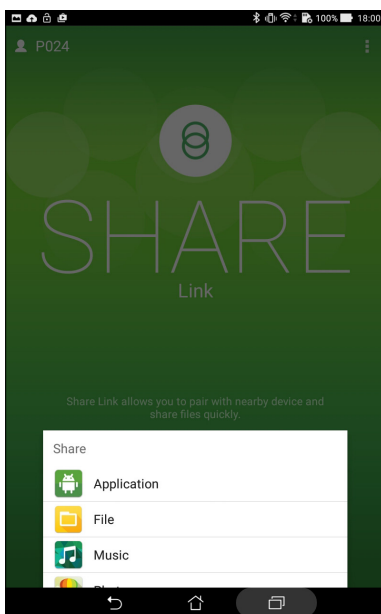 100% 18:00
P024
SHARE
Link
Share Link allows you to pair with nearby device and
share files quickly.
Share
Application
File
Music